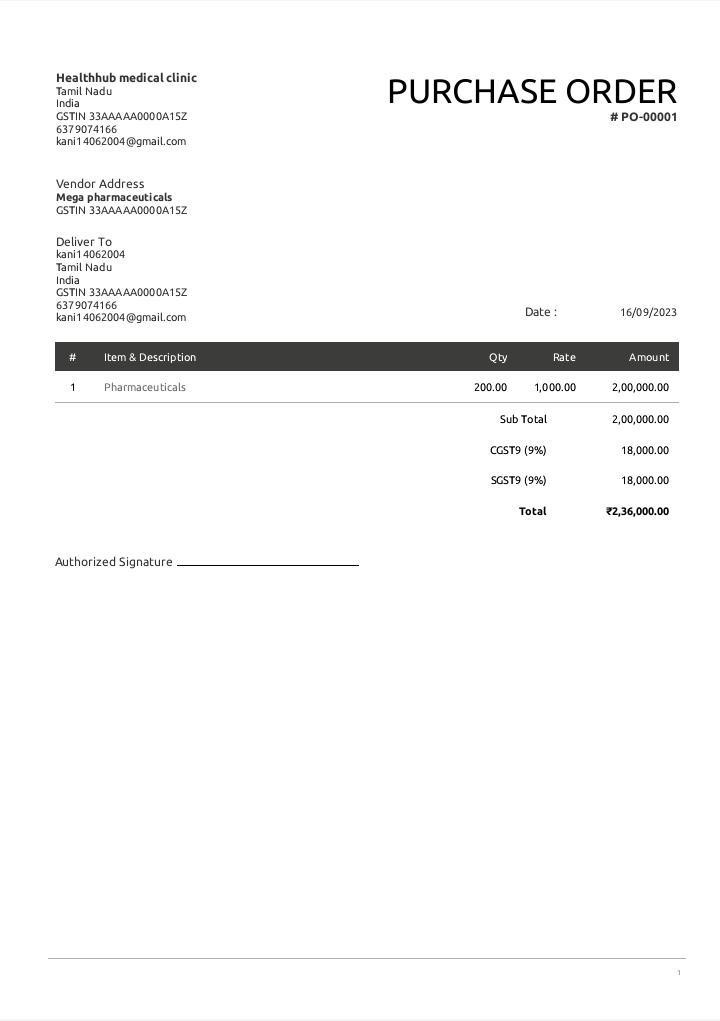 Healthhub medical clinic
Tamil Nadu
India
GSTIN 33AAAAA0000A15Z
6379074166
kani14062004@gmail.com
PURCHASE ORDER
# PO-00001
Vendor Address
Mega pharmaceuticals
GSTIN 33AAAAA0000A15Z
Deliver To
kani14062004
Tamil Nadu
India
GSTIN 33AAAAA0000A15Z
6379074166
kani14062004@gmail.com
Date : 16/09/2023
# Item & Description Qty Rate Amount
1 Pharmaceuticals 200.00 1,000.00 2,00,000.00
Sub Total 2,00,000.00
CGST9 (9%) 18,000.00
SGST9 (9%) 18,000.00
Total ₹2,36,000.00
Authorized Signature
1